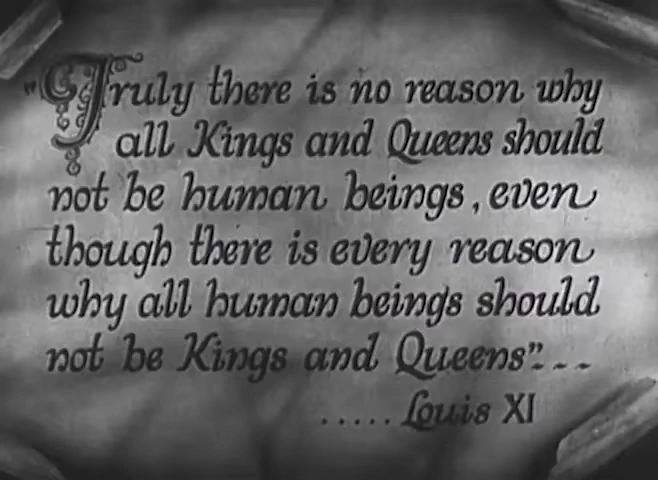 "Truly there is no reason why
all Kings and Queens should
not be human beings, even
though there is every reason
why all human beings should
not be Kings and Queens"---
.....Louis XI